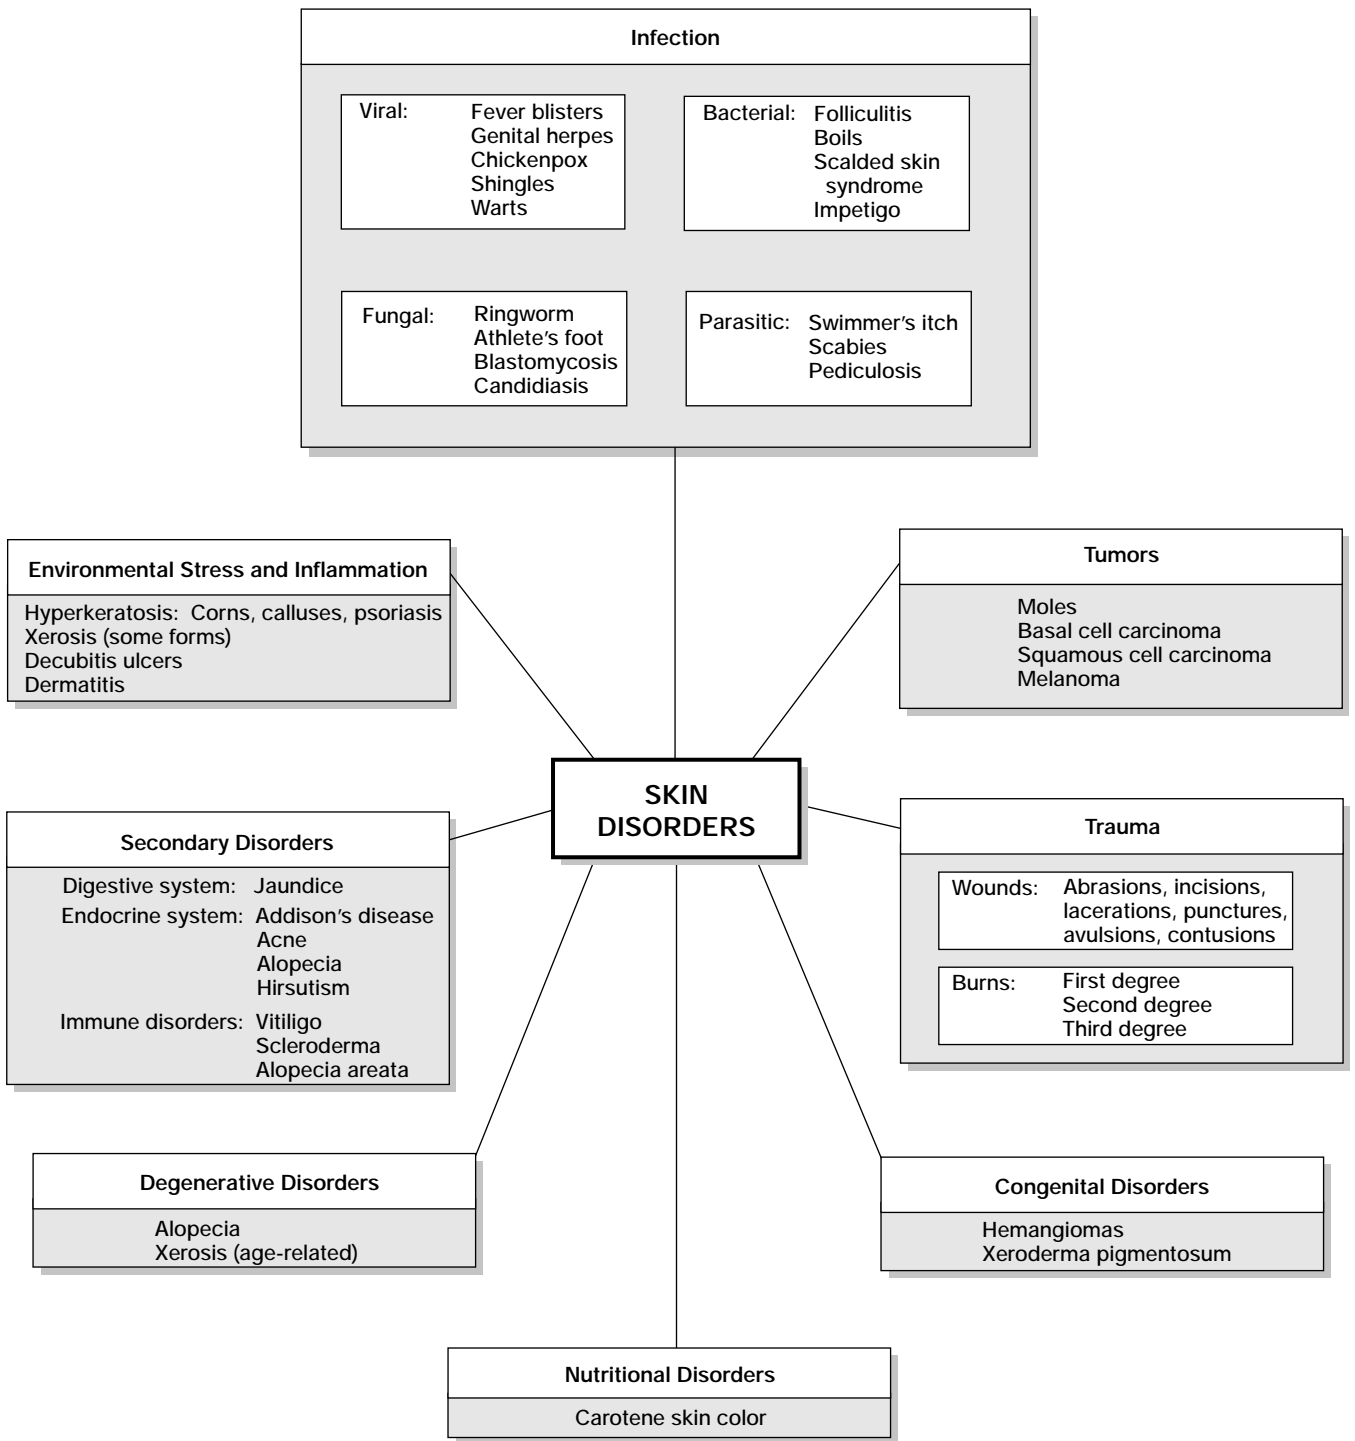 Infection
Viral: Fever blisters
Genital herpes
Chickenpox
Shingles
Warts
Bacterial: Folliculitis
Boils
Scalded skin
syndrome
Impetigo
Fungal: Ringworm
Athlete's foot
Blastomycosis
Candidiasis
Parasitic: Swimmer's itch
Scabies
Pediculosis
Environmental Stress and Inflammation
Hyperkeratosis: Corns, calluses, psoriasis
Xerosis (some forms)
Decubitis ulcers
Dermatitis
Tumors
Moles
Basal cell carcinoma
Squamous cell carcinoma
Melanoma
SKIN
DISORDERS
Secondary Disorders
Digestive system: Jaundice
Endocrine system: Addison's disease
Acne
Alopecia
Hirsutism
Immune disorders: Vitiligo
Scleroderma
Alopecia areata
Trauma
Wounds: Abrasions, incisions,
lacerations, punctures,
avulsions, contusions
Burns: First degree
Second degree
Third degree
Degenerative Disorders
Alopecia
Xerosis (age-related)
Congenital Disorders
Hemangiomas
Xeroderma pigmentosum
Nutritional Disorders
Carotene skin color